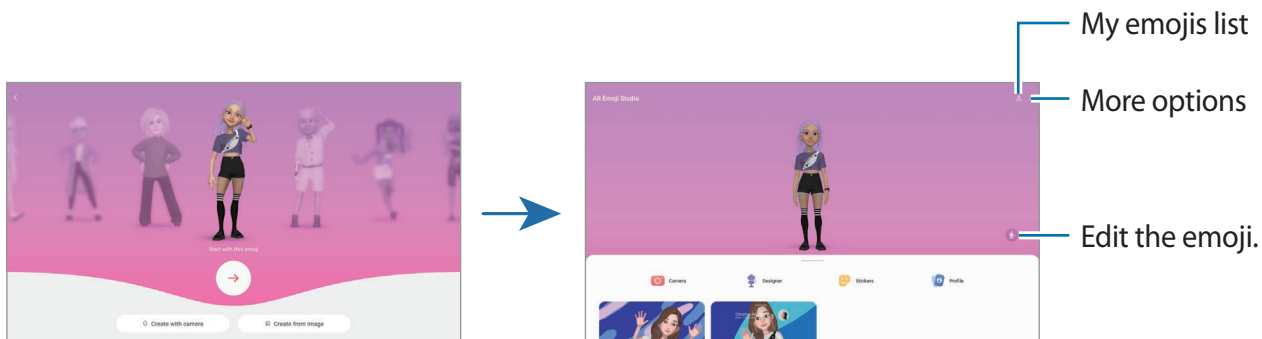 My emojis list
More options
Edit the emoji.
Start with this emoji
Create with camera
Create from image
AR Emoji Studio
Camera
Designer
Stickers
Profile